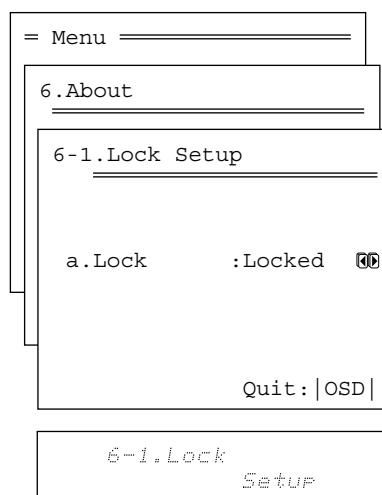 = Menu
6.About
6-1.Lock Setup
a.Lock :Locked
Quit:|OSD|
6-1.Lock
Setup